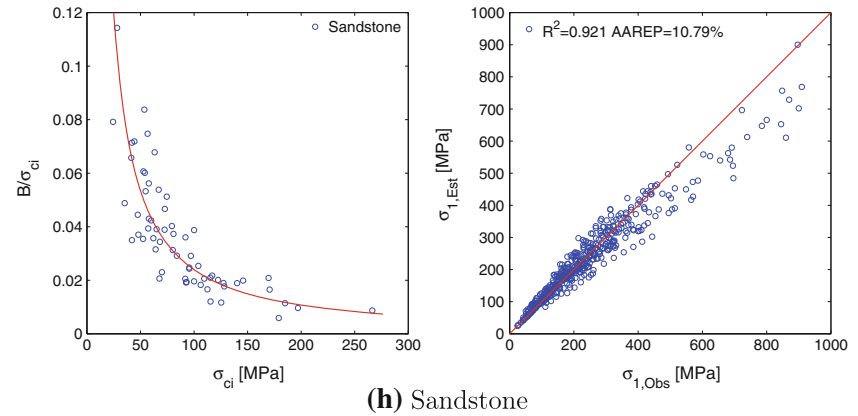 0.12
0.1
0.08
0.06
0.04
0.02
0
B/σci
0 50 100 150 200 250 300
σci [MPa]
Sandstone
1000
900
800
700
600
500
400
300
200
100
0
σ1,Est [MPa]
0 200 400 600 800 1000
σ1,Obs [MPa]
R²=0.921 AAREP=10.79%
(h) Sandstone